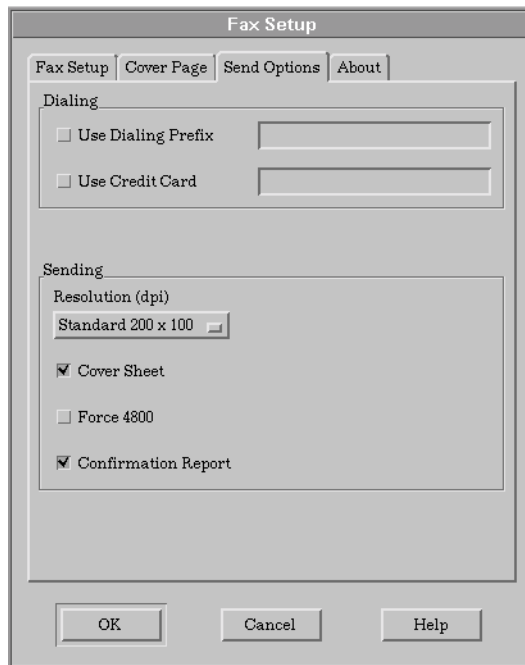 Fax Setup
Fax Setup Cover Page Send Options About
Dialing
Use Dialing Prefix
Use Credit Card
Sending
Resolution (dpi)
Standard 200 x 100
Cover Sheet
Force 4800
Confirmation Report
OK Cancel Help